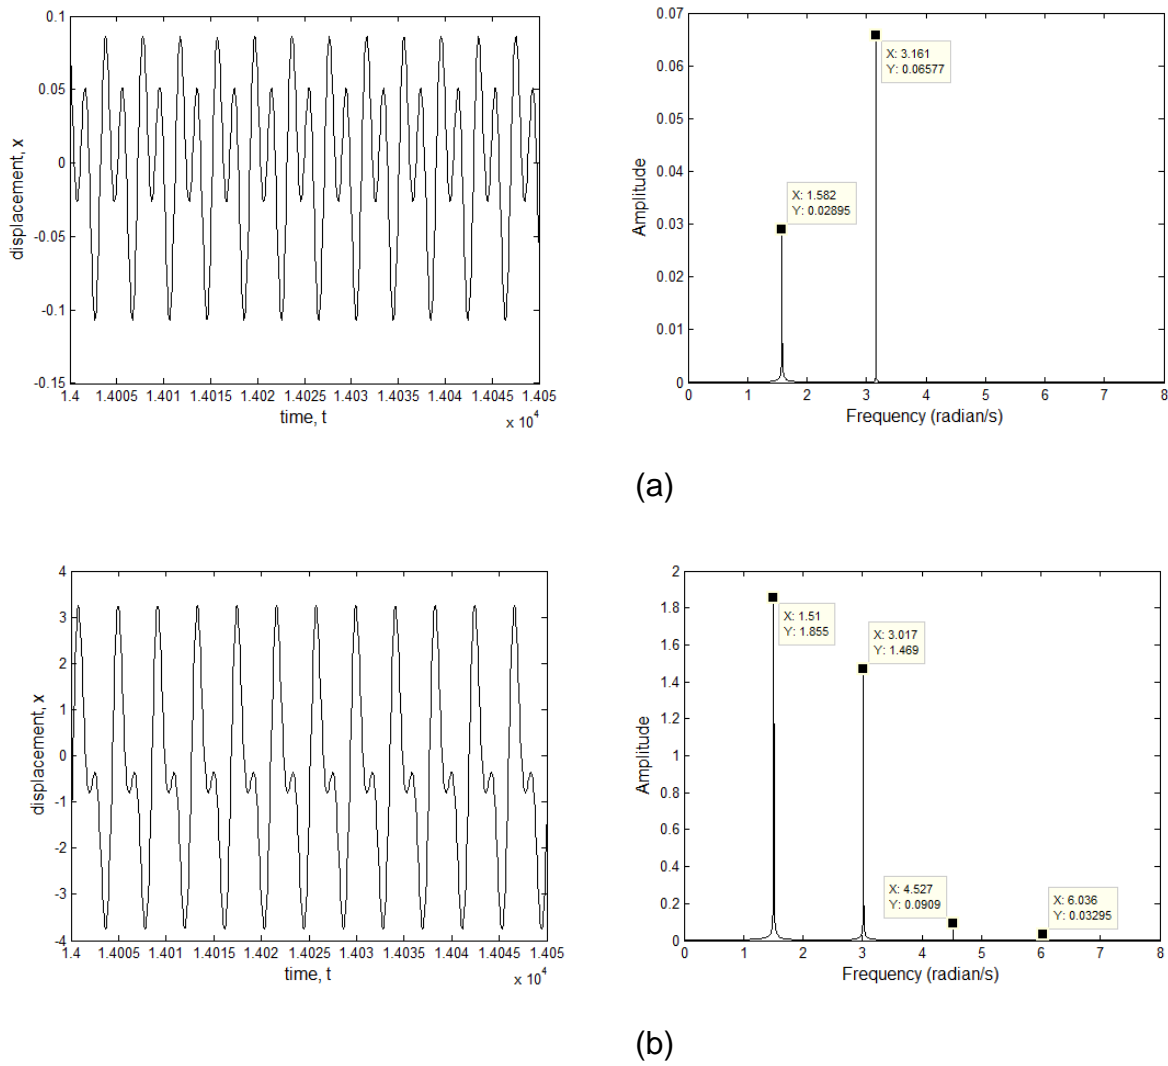 0.1
0.05
0
-0.05
-0.1
-0.15
displacement, x
1.4 1.4005 1.401 1.4015 1.402 1.4025 1.403 1.4035 1.404 1.4045 1.405
time, t
x 10^4
0.07
0.06
0.05
0.04
0.03
0.02
0.01
0
Amplitude
X: 3.161
Y: 0.06577
X: 1.582
Y: 0.02895
0 1 2 3 4 5 6 7 8
Frequency (radian/s)
(a)
4
3
2
1
0
-1
-2
-3
-4
displacement, x
1.4 1.4005 1.401 1.4015 1.402 1.4025 1.403 1.4035 1.404 1.4045 1.405
time, t
x 10^4
2
1.8
1.6
1.4
1.2
1
0.8
0.6
0.4
0.2
0
Amplitude
X: 1.51
Y: 1.855
X: 3.017
Y: 1.469
X: 4.527
Y: 0.0909
X: 6.036
Y: 0.03295
0 1 2 3 4 5 6 7 8
Frequency (radian/s)
(b)